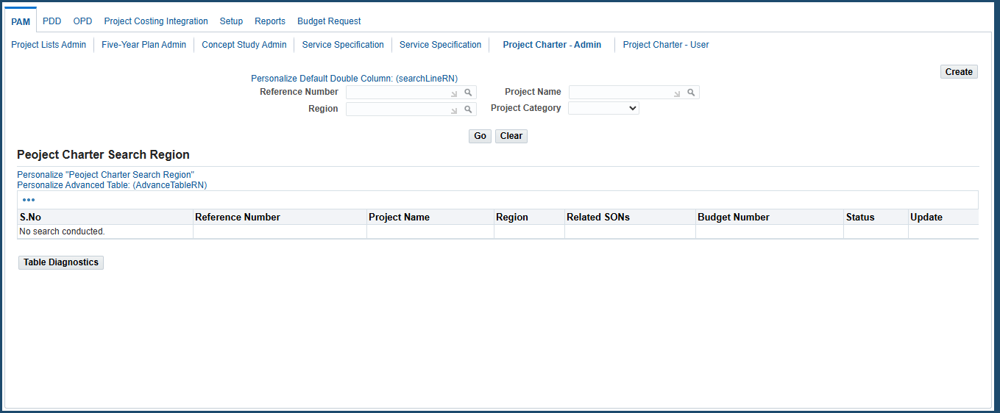 PAM PDD OPD Project Costing Integration Setup Reports Budget Request
Project Lists Admin Five-Year Plan Admin Concept Study Admin Service Specification Service Specification Project Charter - Admin Project Charter - User
Create
Personalize Default Double Column: (searchLineRN)
Reference Number Project Name
Region Project Category
Go Clear
Peoject Charter Search Region
Personalize "Peoject Charter Search Region"
Personalize Advanced Table: (AdvanceTableRN)
S.No Reference Number Project Name Region Related SONs Budget Number Status Update
No search conducted.
Table Diagnostics